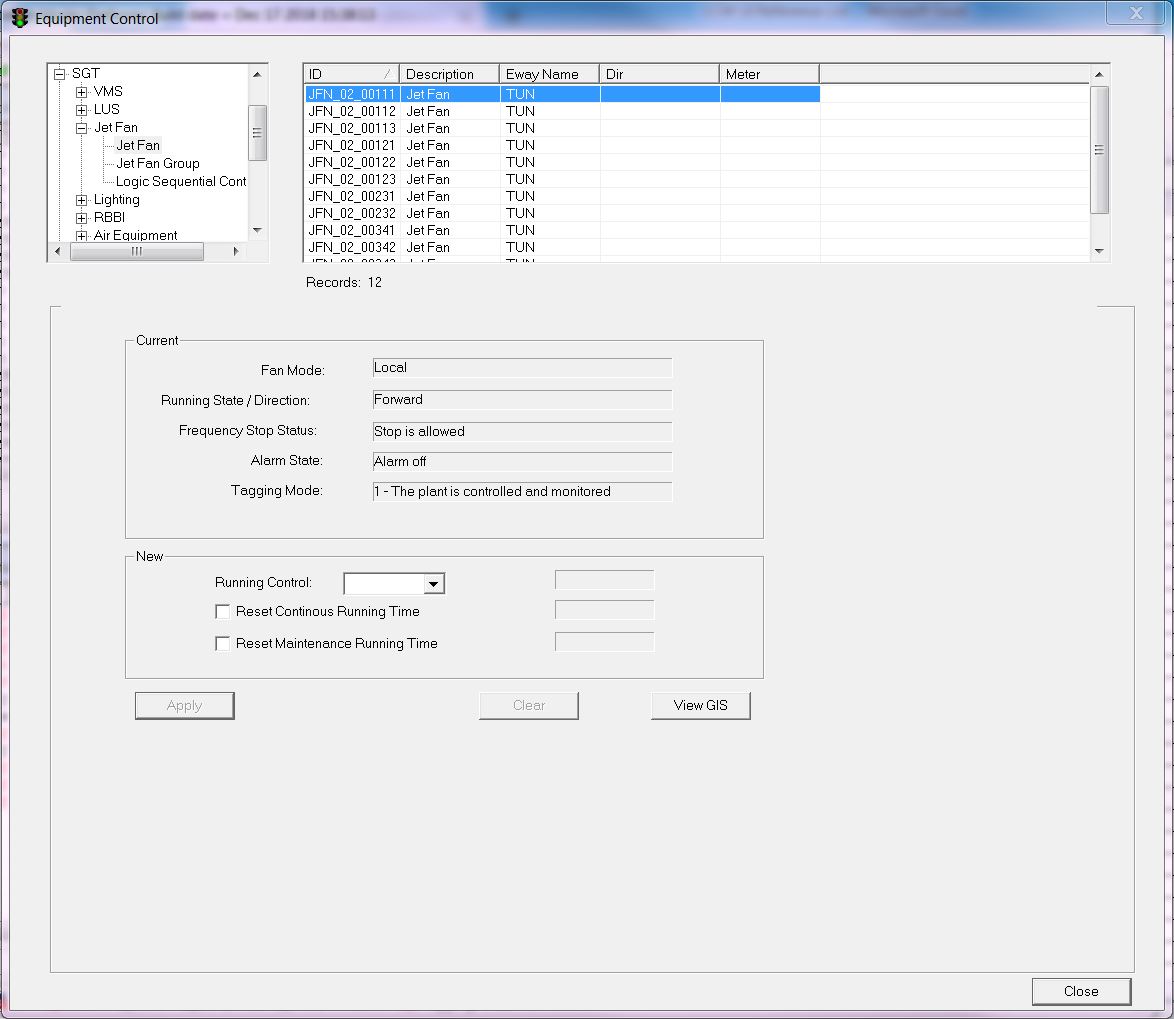 Equipment Control
SGT
VMS
LUS
Jet Fan
Jet Fan
Jet Fan Group
Logic Sequential Cont
Lighting
RBBI
Air Equipment
ID Description Eway Name Dir Meter
JFN_02_00111 Jet Fan TUN
JFN_02_00112 Jet Fan TUN
JFN_02_00113 Jet Fan TUN
JFN_02_00121 Jet Fan TUN
JFN_02_00122 Jet Fan TUN
JFN_02_00123 Jet Fan TUN
JFN_02_00231 Jet Fan TUN
JFN_02_00232 Jet Fan TUN
JFN_02_00341 Jet Fan TUN
JFN_02_00342 Jet Fan TUN
Records: 12
Current
Fan Mode: Local
Running State / Direction: Forward
Frequency Stop Status: Stop is allowed
Alarm State: Alarm off
Tagging Mode: 1 - The plant is controlled and monitored
New
Running Control:
Reset Continous Running Time
Reset Maintenance Running Time
Apply Clear View GIS
Close